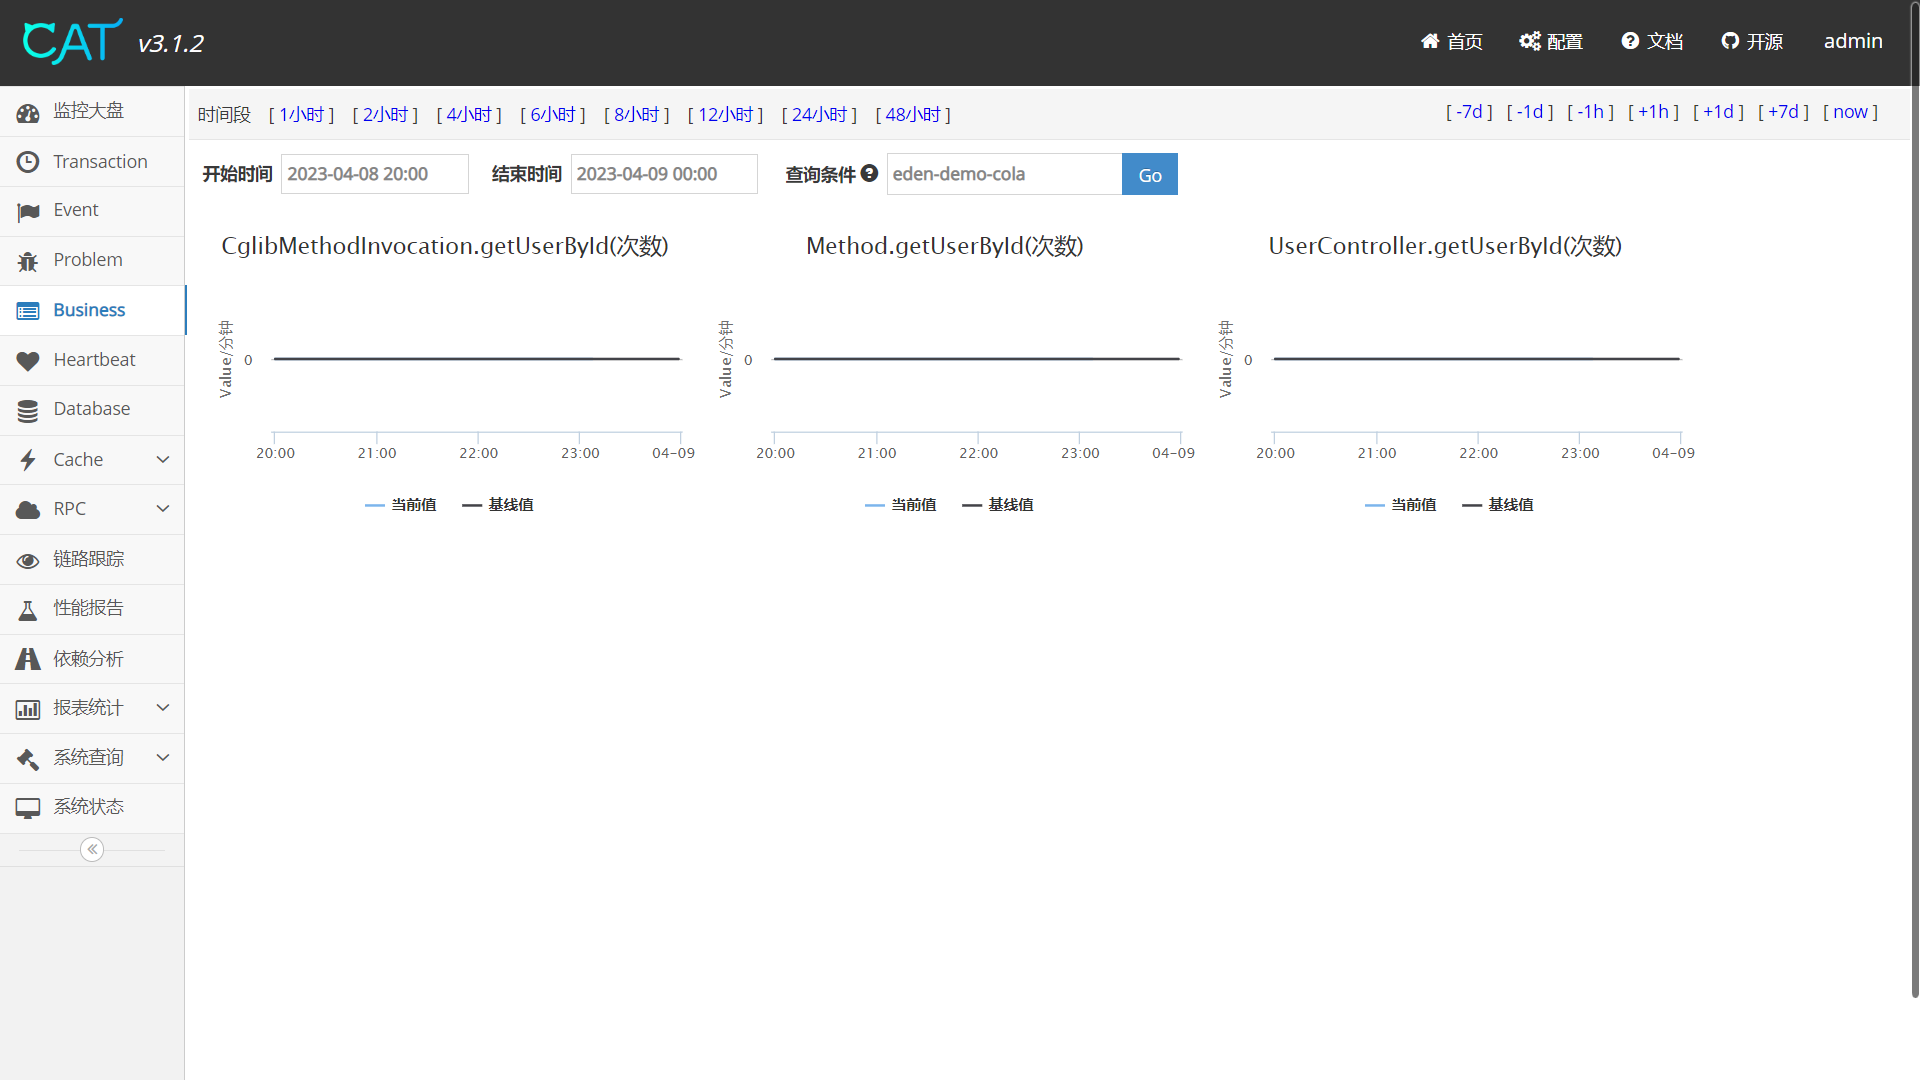 CAT v3.1.2
首页 配置 文档 开源 admin
监控大盘
Transaction
Event
Problem
Business
Heartbeat
Database
Cache
RPC
链路跟踪
性能报告
依赖分析
报表统计
系统查询
系统状态
时间段 [ 1小时 ] [ 2小时 ] [ 4小时 ] [ 6小时 ] [ 8小时 ] [ 12小时 ] [ 24小时 ] [ 48小时 ] [ -7d ] [ -1d ] [ -1h ] [ +1h ] [ +1d ] [ +7d ] [ now ]
开始时间 2023-04-08 20:00 结束时间 2023-04-09 00:00 查询条件 eden-demo-cola Go
CglibMethodInvocation.getUserById(次数)
Value/分钟
0
20:00 21:00 22:00 23:00 04-09
当前值 基线值
Method.getUserById(次数)
Value/分钟
0
20:00 21:00 22:00 23:00 04-09
当前值 基线值
UserController.getUserById(次数)
Value/分钟
0
20:00 21:00 22:00 23:00 04-09
当前值 基线值